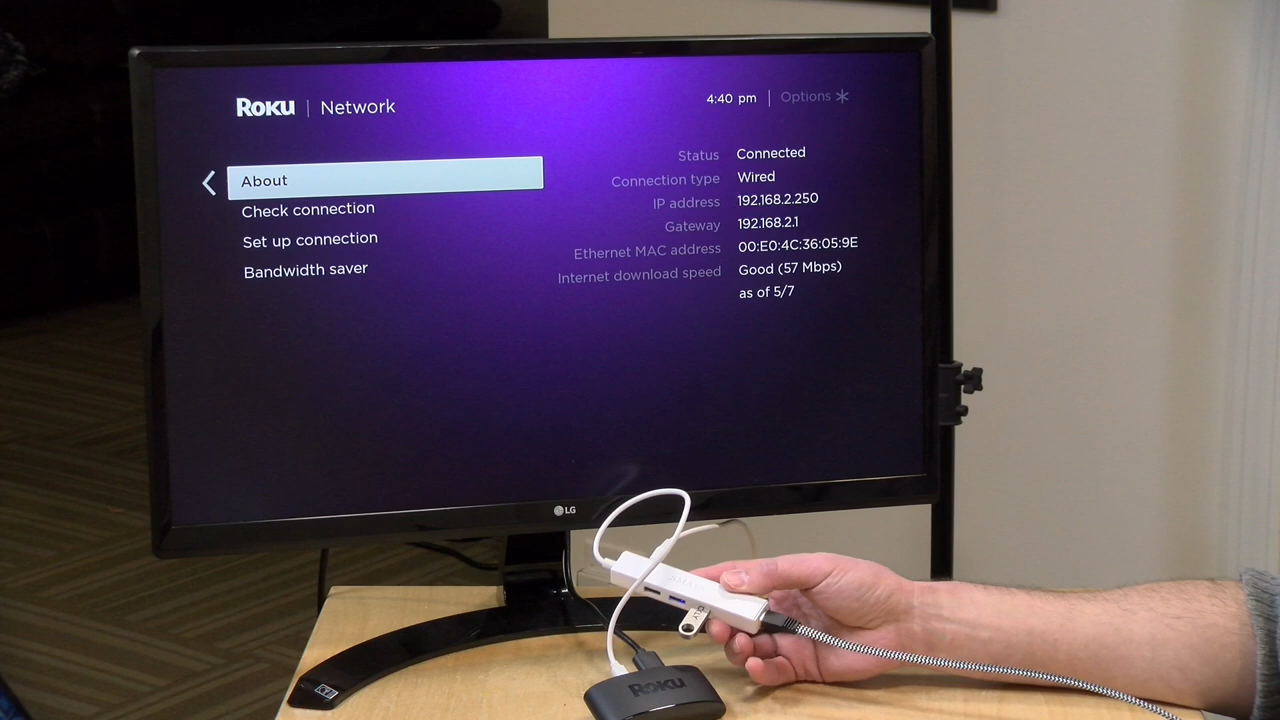 Roku | Network
4:40 pm | Options
About
Check connection
Set up connection
Bandwidth saver
Status Connected
Connection type Wired
IP address 192.168.2.250
Gateway 192.168.2.1
Ethernet MAC address 00:E0:4C:36:05:9E
Internet download speed Good (57 Mbps)
as of 5/7
LG
Roku